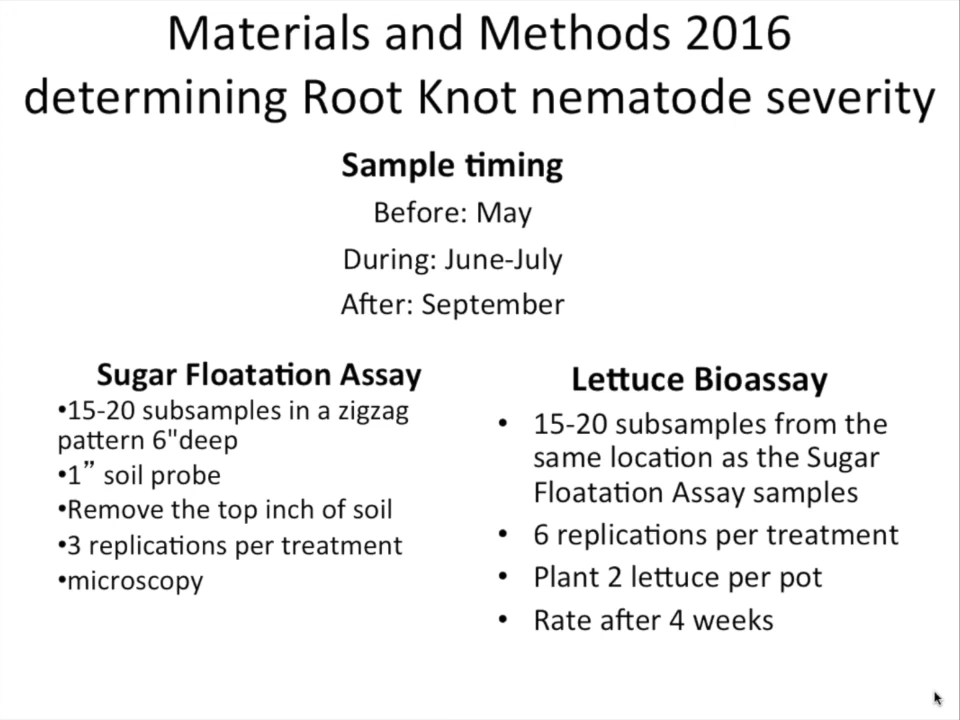 Materials and Methods 2016
determining Root Knot nematode severity
Sample timing
Before: May
During: June-July
After: September
Sugar Floatation Assay
•15-20 subsamples in a zigzag
pattern 6"deep
•1” soil probe
•Remove the top inch of soil
•3 replications per treatment
•microscopy
Lettuce Bioassay
• 15-20 subsamples from the
same location as the Sugar
Floatation Assay samples
• 6 replications per treatment
• Plant 2 lettuce per pot
• Rate after 4 weeks